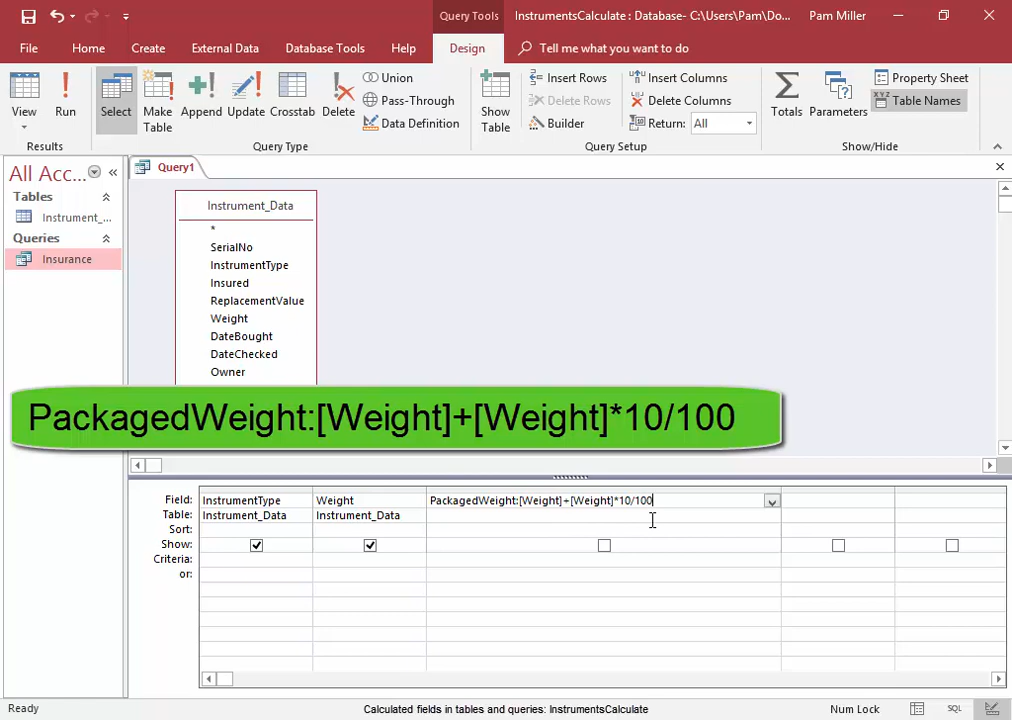 Query Tools
InstrumentsCalculate : Database- C:\Users\Pam\Do...
Pam Miller
File
Home
Create
External Data
Database Tools
Help
Design
Tell me what you want to do
View
Run
Select
Make
Table
Append
Update
Crosstab
Delete
Union
Pass-Through
Data Definition
Show
Table
Insert Rows
Delete Rows
Builder
Insert Columns
Delete Columns
Return: All
Totals
Parameters
Property Sheet
XYZ Table Names
Results
Query Type
Query Setup
Show/Hide
All Acc...
Tables
Instrument_...
Queries
Insurance
Query1
Instrument_Data
*
SerialNo
InstrumentType
Insured
ReplacementValue
Weight
DateBought
DateChecked
Owner
PackagedWeight:[Weight]+[Weight]*10/100
Field: InstrumentType Weight PackagedWeight:[Weight]+[Weight]*10/100
Table: Instrument_Data Instrument_Data
Sort:
Show:
Criteria:
or:
Ready
Calculated fields in tables and queries: InstrumentsCalculate
Num Lock
SQL